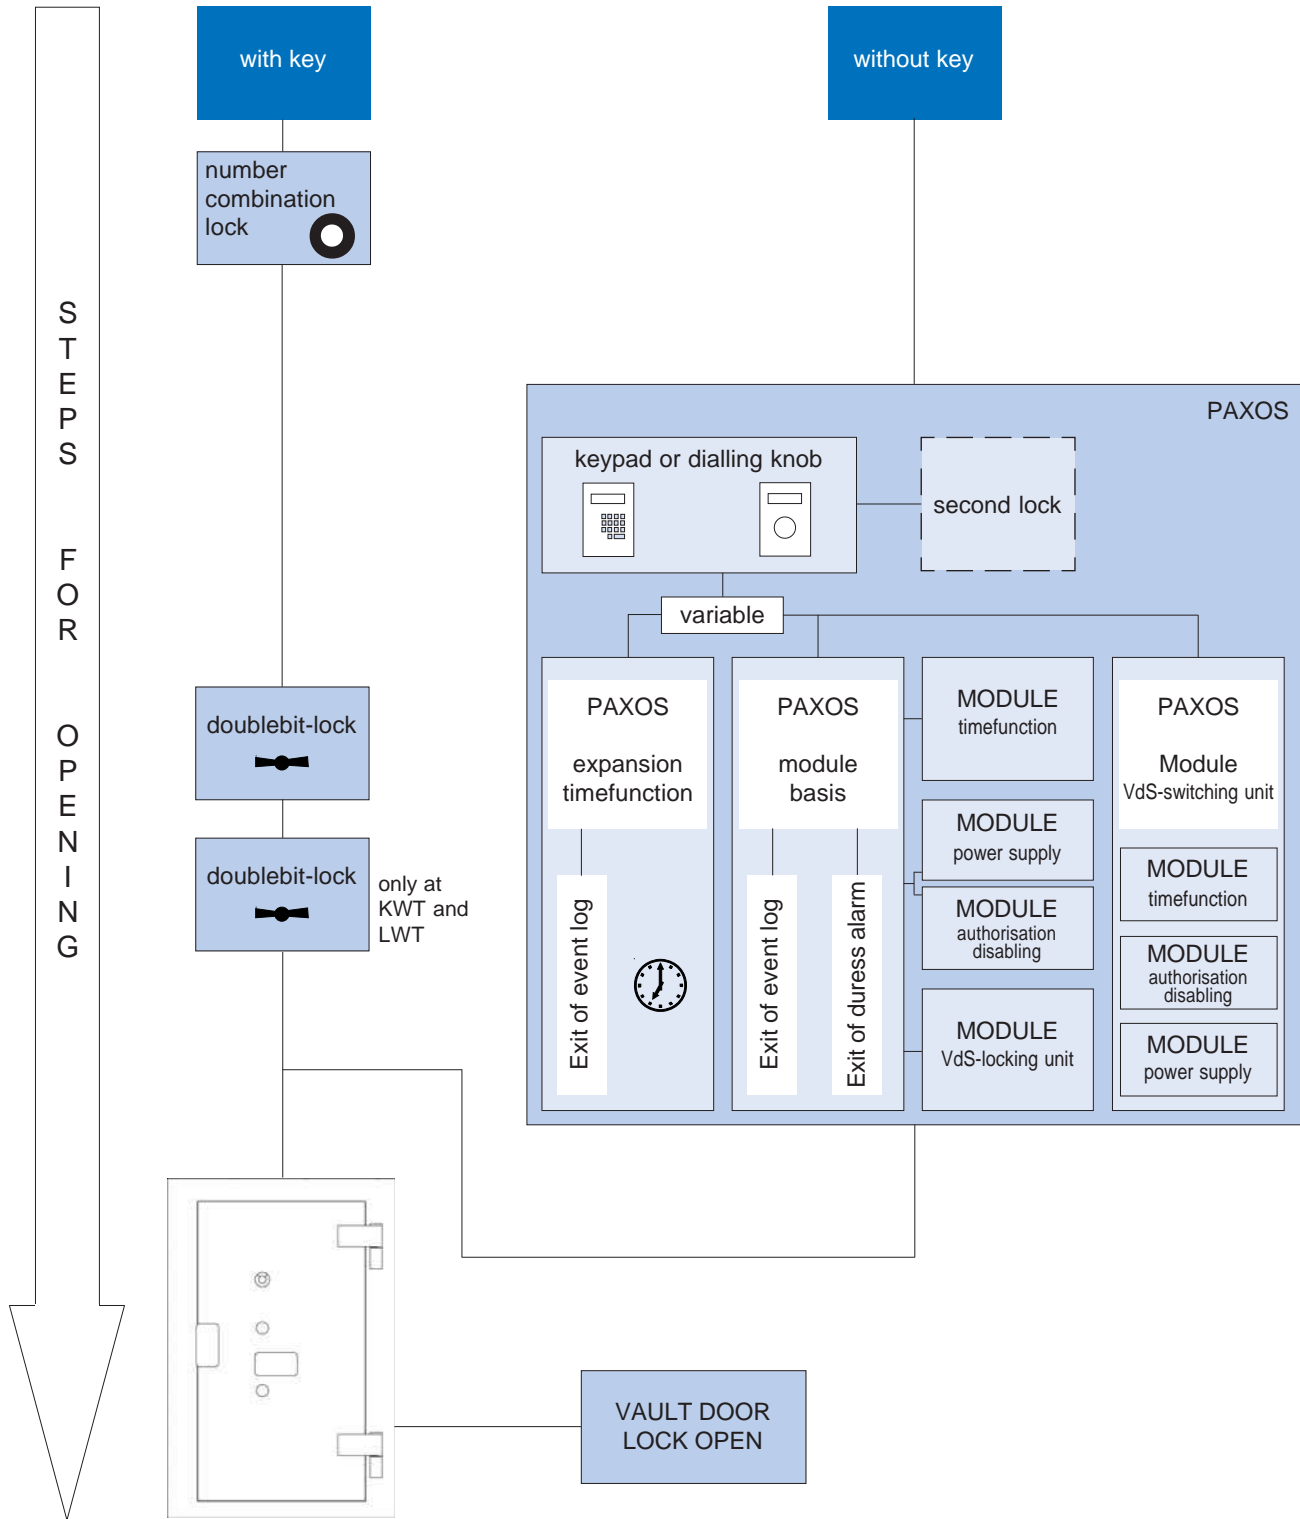 with key
without key
number
combination
lock
STEPS FOR OPENING
PAXOS
keypad or dialling knob
second lock
variable
doublebit-lock
doublebit-lock
only at
KWT and
LWT
PAXOS
expansion
timefunction
Exit of event log
PAXOS
module
basis
Exit of event log
Exit of duress alarm
MODULE
timefunction
MODULE
power supply
MODULE
authorisation
disabling
MODULE
VdS-locking unit
PAXOS
Module
VdS-switching unit
MODULE
timefunction
MODULE
authorisation
disabling
MODULE
power supply
VAULT DOOR
LOCK OPEN